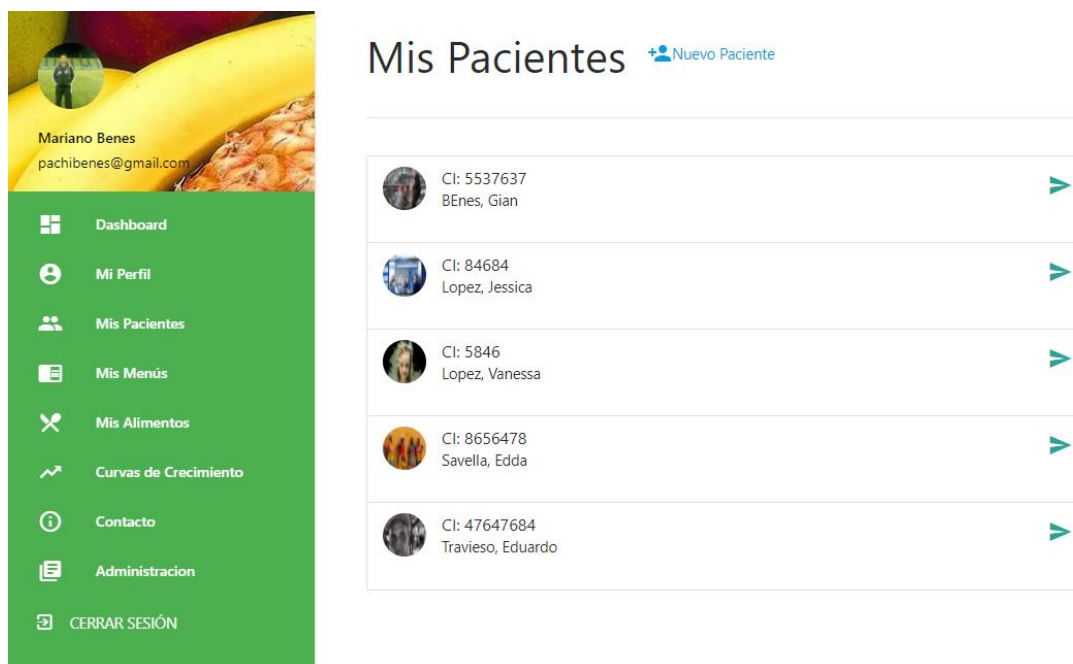 Mariano Benes
pachibenes@gmail.com
Dashboard
Mi Perfil
Mis Pacientes
Mis Menús
Mis Alimentos
Curvas de Crecimiento
Contacto
Administracion
CERRAR SESIÓN
Mis Pacientes
Nuevo Paciente
CI: 5537637
BEnes, Gian
CI: 84684
Lopez, Jessica
CI: 5846
Lopez, Vanessa
CI: 8656478
Savella, Edda
CI: 47647684
Travieso, Eduardo